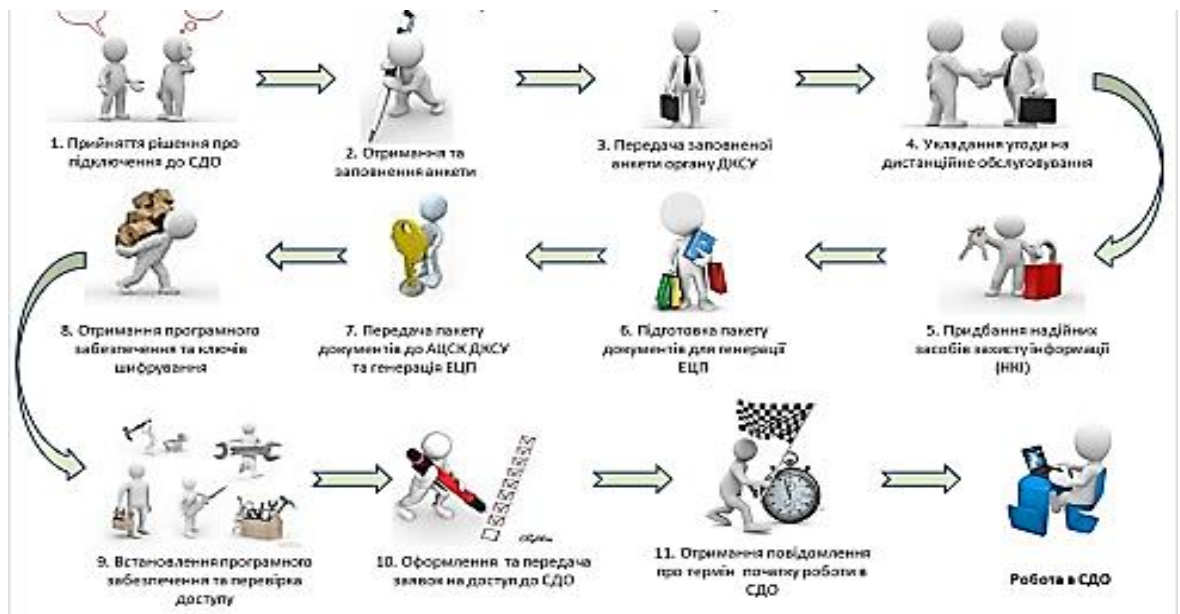 1. Прийняття рішення про
підключення до СДО
2. Отримання та
заповнення анкети
3. Передача заповненої
анкети органу ДКСУ
4. Укладання угоди на
дистанційне обслуговування
8. Отримання програмного
забезпечення та ключів
шифрування
7. Передача пакету
документів до АЦСК ДКСУ
та генерація ЕЦП
6. Підготовка пакету
документів для генерації
ЕЦП
5. Придбання надійних
засобів захисту інформації
(НКІ)
9. Встановлення програмного
забезпечення та перевірка
доступу
10. Оформлення та передача
заявок на доступ до СДО
11. Отримання повідомлення
про термін початку роботи в
СДО
Робота в СДО